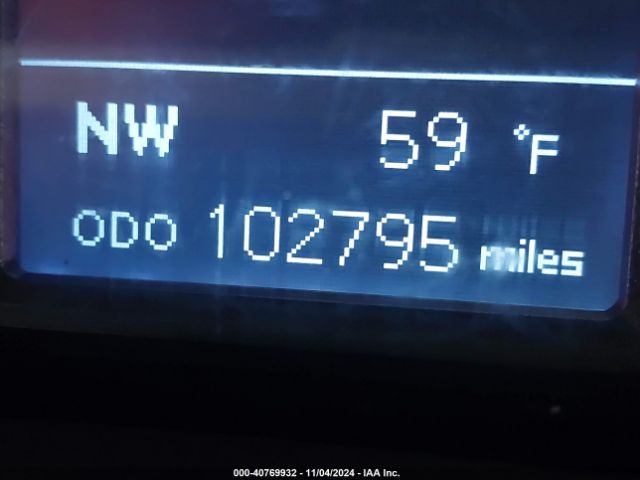 NW 59 °F
ODO 102795 miles
000-40769932 - 11/04/2024 - IAA Inc.